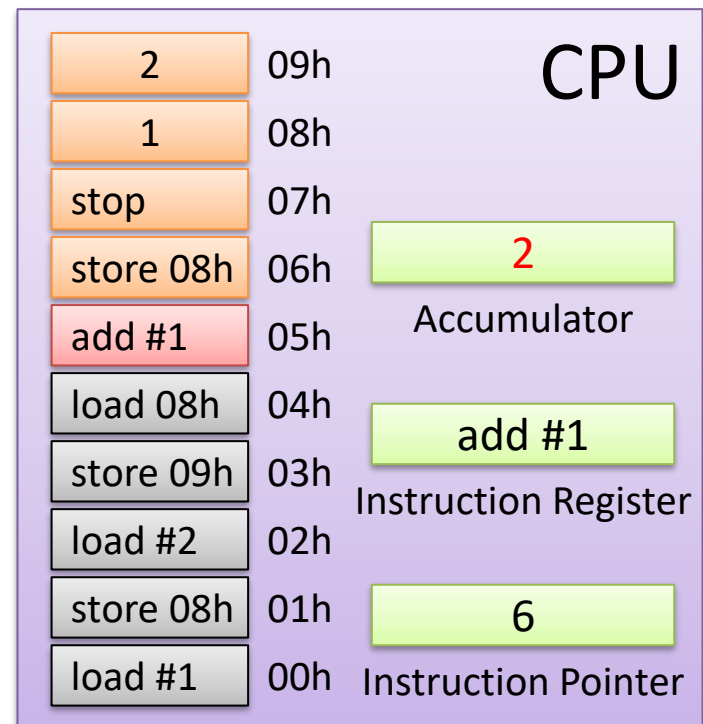 CPU
2 09h
1 08h
stop 07h
store 08h 06h
add #1 05h
load 08h 04h
store 09h 03h
load #2 02h
store 08h 01h
load #1 00h
2
Accumulator
add #1
Instruction Register
6
Instruction Pointer